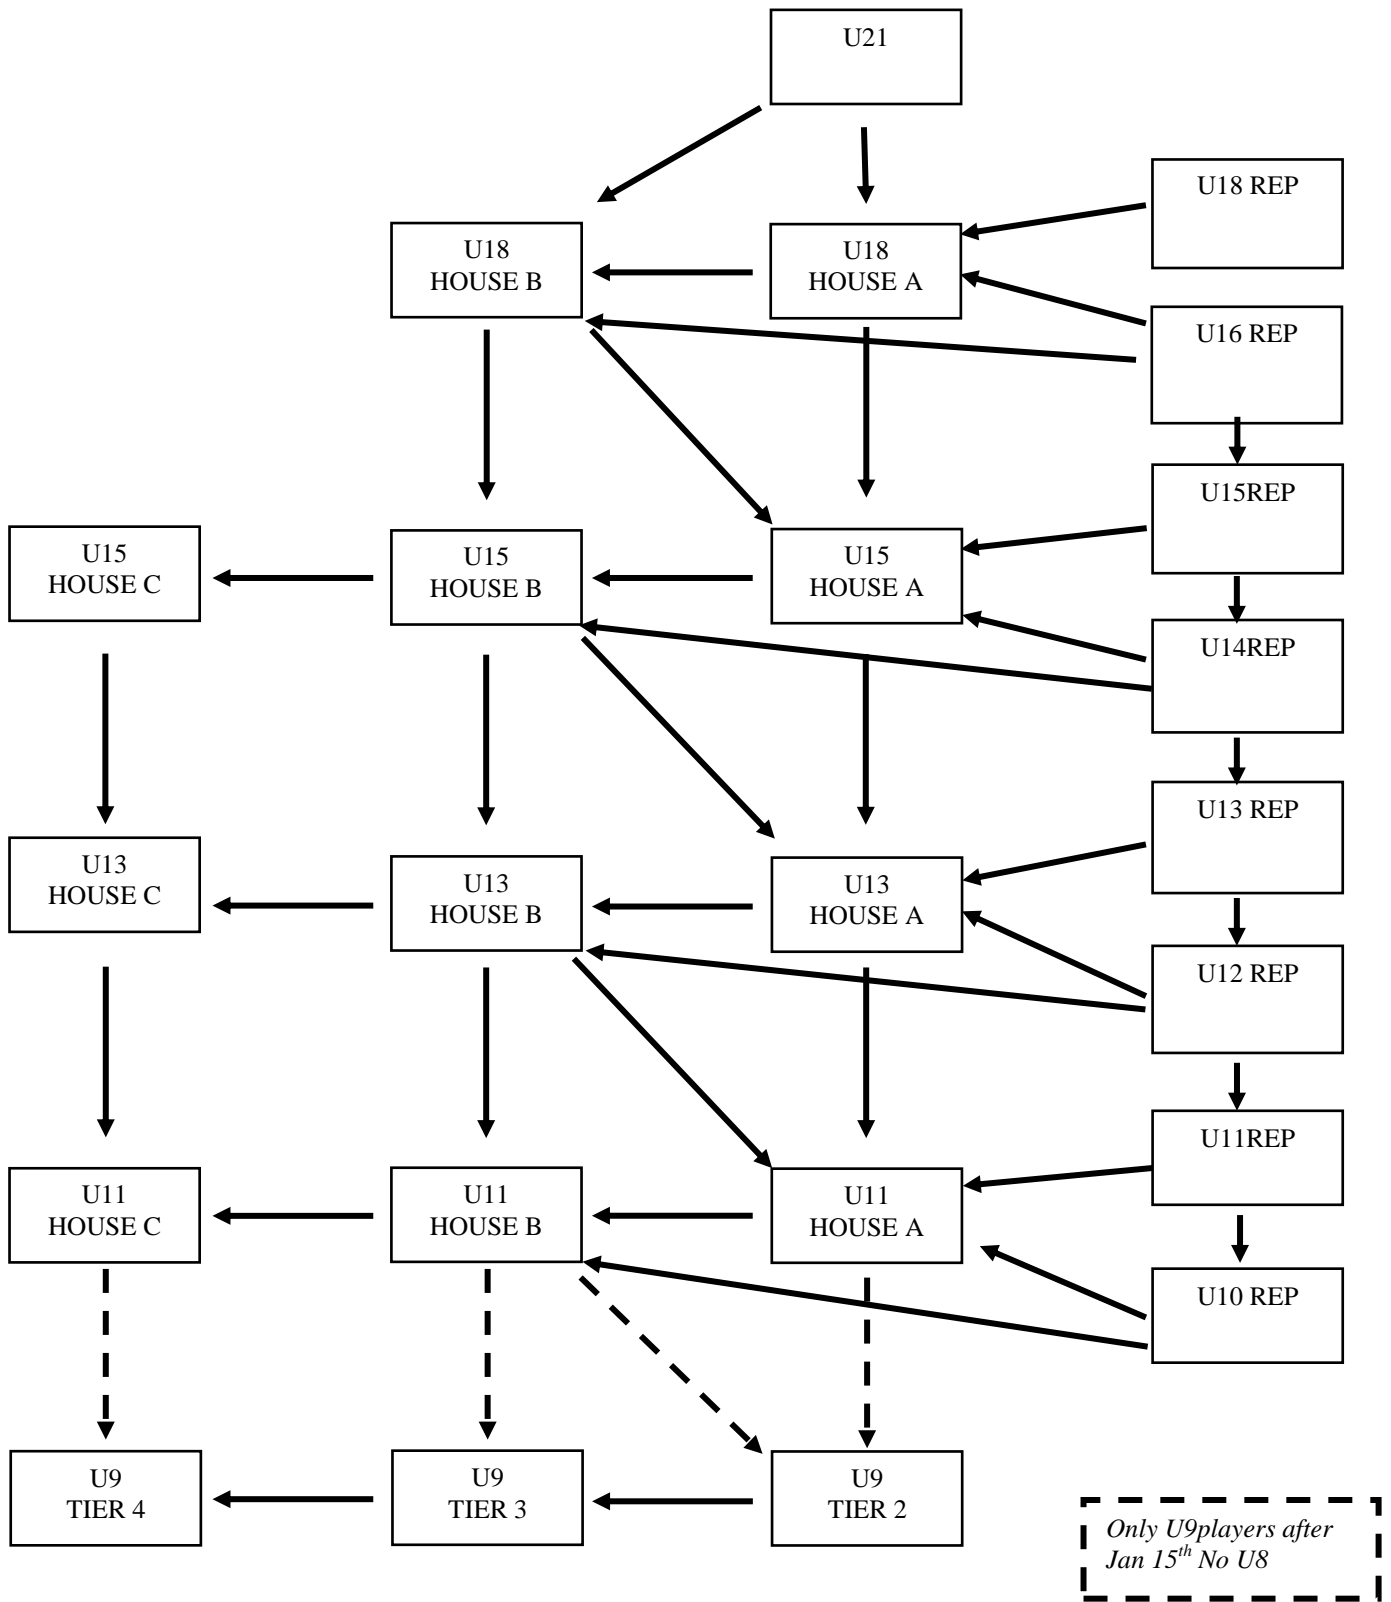 U21
U18 REP
U18
HOUSE B
U18
HOUSE A
U16 REP
U15REP
U15
HOUSE C
U15
HOUSE B
U15
HOUSE A
U14REP
U13 REP
U13
HOUSE C
U13
HOUSE B
U13
HOUSE A
U12 REP
U11REP
U11
HOUSE C
U11
HOUSE B
U11
HOUSE A
U10 REP
U9
TIER 4
U9
TIER 3
U9
TIER 2
Only U9players after
Jan 15th No U8